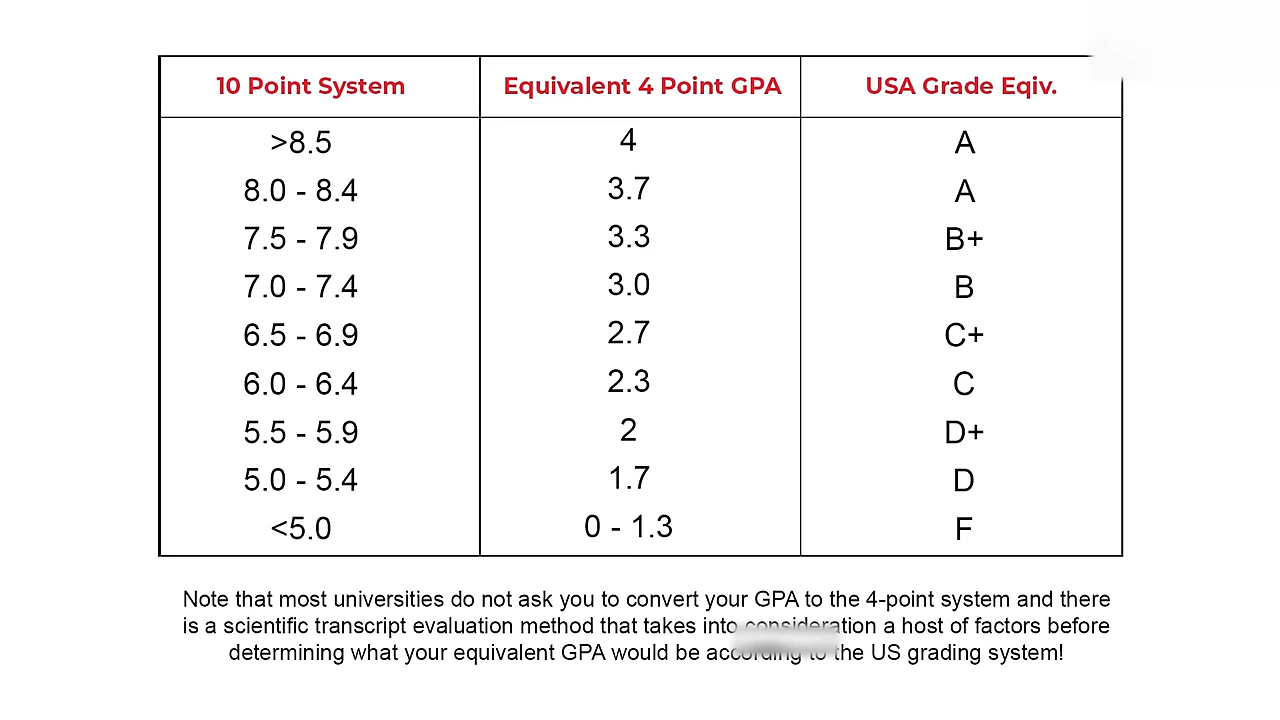 10 Point System Equivalent 4 Point GPA USA Grade Eqiv.
>8.5 4 A
8.0 - 8.4 3.7 A
7.5 - 7.9 3.3 B+
7.0 - 7.4 3.0 B
6.5 - 6.9 2.7 C+
6.0 - 6.4 2.3 C
5.5 - 5.9 2 D+
5.0 - 5.4 1.7 D
<5.0 0 - 1.3 F
Note that most universities do not ask you to convert your GPA to the 4-point system and there
is a scientific transcript evaluation method that takes into consideration a host of factors before
determining what your equivalent GPA would be according to the US grading system!